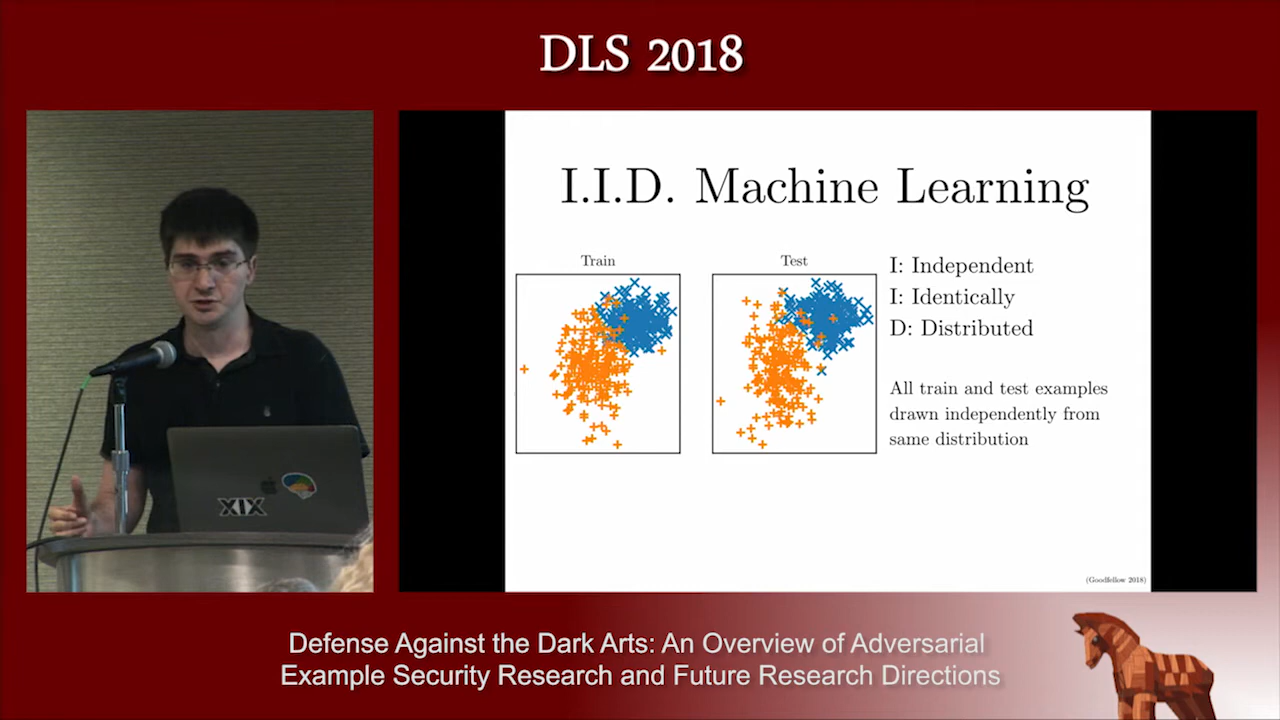 DLS 2018
I.I.D. Machine Learning
Train
Test
I: Independent
I: Identically
D: Distributed
All train and test examples
drawn independently from
same distribution
(Goodfellow 2018)
XIX
Defense Against the Dark Arts: An Overview of Adversarial
Example Security Research and Future Research Directions